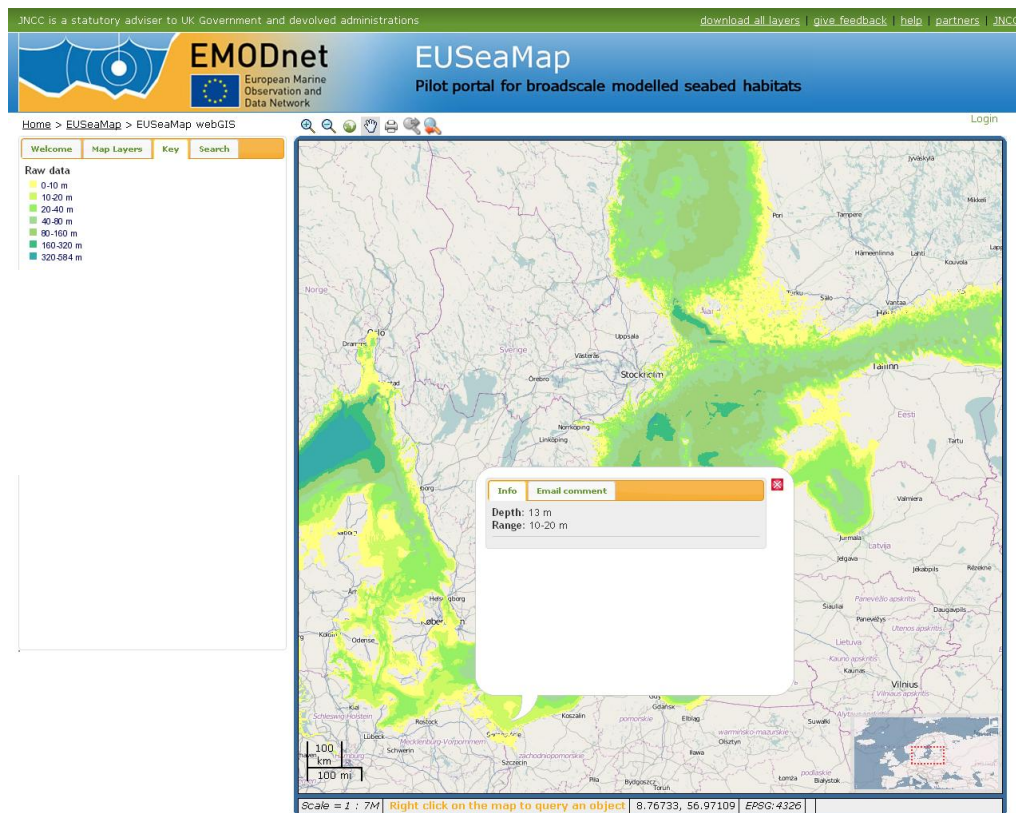 JNCC is a statutory adviser to UK Government and devolved administrations
download all layers | give feedback | help | partners | JNCC
EMODnet
European Marine
Observation and
Data Network
EUSeaMap
Pilot portal for broadscale modelled seabed habitats
Home > EUSeaMap > EUSeaMap webGIS
Login
Welcome
Map Layers
Key
Search
Raw data
0-10 m
10-20 m
20-40 m
40-80 m
80-160 m
160-320 m
320-584 m
Jyväskylä
Mikkeli
Pori
Tampere
Hämeenlinna
Lahti
Kouvola
Norge
Turku
Salo
Vantaa
Uppsala
Sverige
Västerås
Örebro
Stockholm
Tallinn
Eesti
Tartu
Norrköping
Linköping
Valmiera
Jurmala
Latvija
Jelgava
Jēkabpils
Rēzekne
Info
Email comment
Depth: 13 m
Range: 10-20 m
Helsingborg
Odense
Panevėžio apskritis
Šiauliai
Daugavpils
Panevėžys
Utenos apskritis
Lietuva
Kauno apskritis
Kaunas
Vilnius
Vilniaus apskritis
Kiel
Schleswig-Holstein
Rostock
Lübeck
Mecklenburg-Vorpommern
Schwerin
Szczecin
zachodniopomorskie
Koszalin
pomorskie
Gdańsk
Elbląg
warmińsko-mazurskie
Olsztyn
Suwałki
Iława
Piła
Bydgoszcz
Toruń
Łomża
podlaskie
Białystok
100
km
100 mi
Scale = 1 : 7M
Right click on the map to query an object
8.76733, 56.97109
EPSG:4326